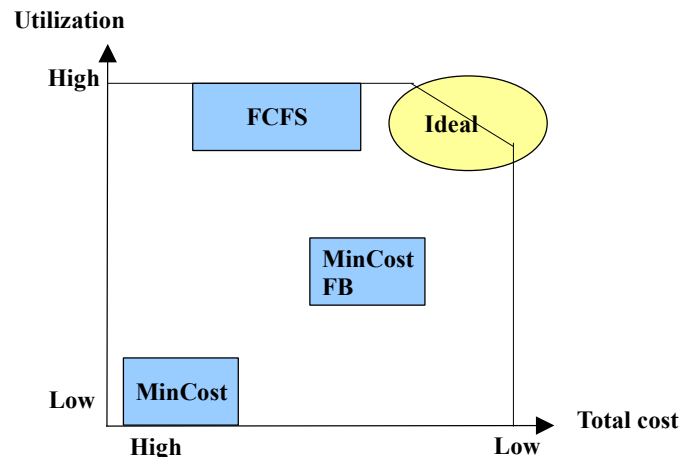 Utilization
High
FCFS
Ideal
MinCost
FB
MinCost
Low
Total cost
High
Low